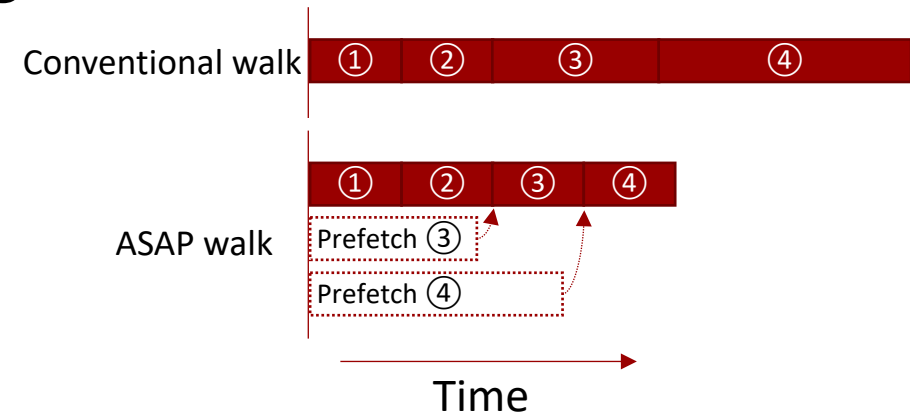 Conventional walk ① ② ③ ④
① ② ③ ④
ASAP walk
Prefetch ③
Prefetch ④
Time